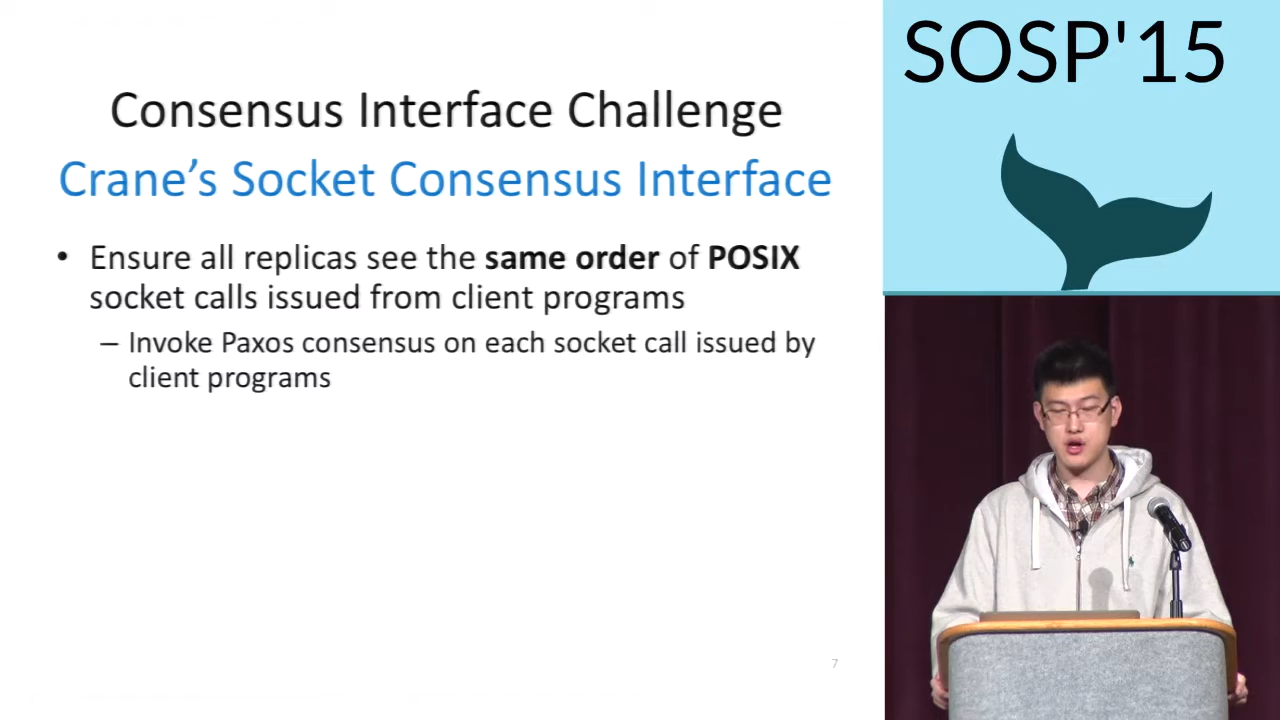 SOSP'15
Consensus Interface Challenge
Crane’s Socket Consensus Interface
• Ensure all replicas see the same order of POSIX
socket calls issued from client programs
– Invoke Paxos consensus on each socket call issued by
client programs
7